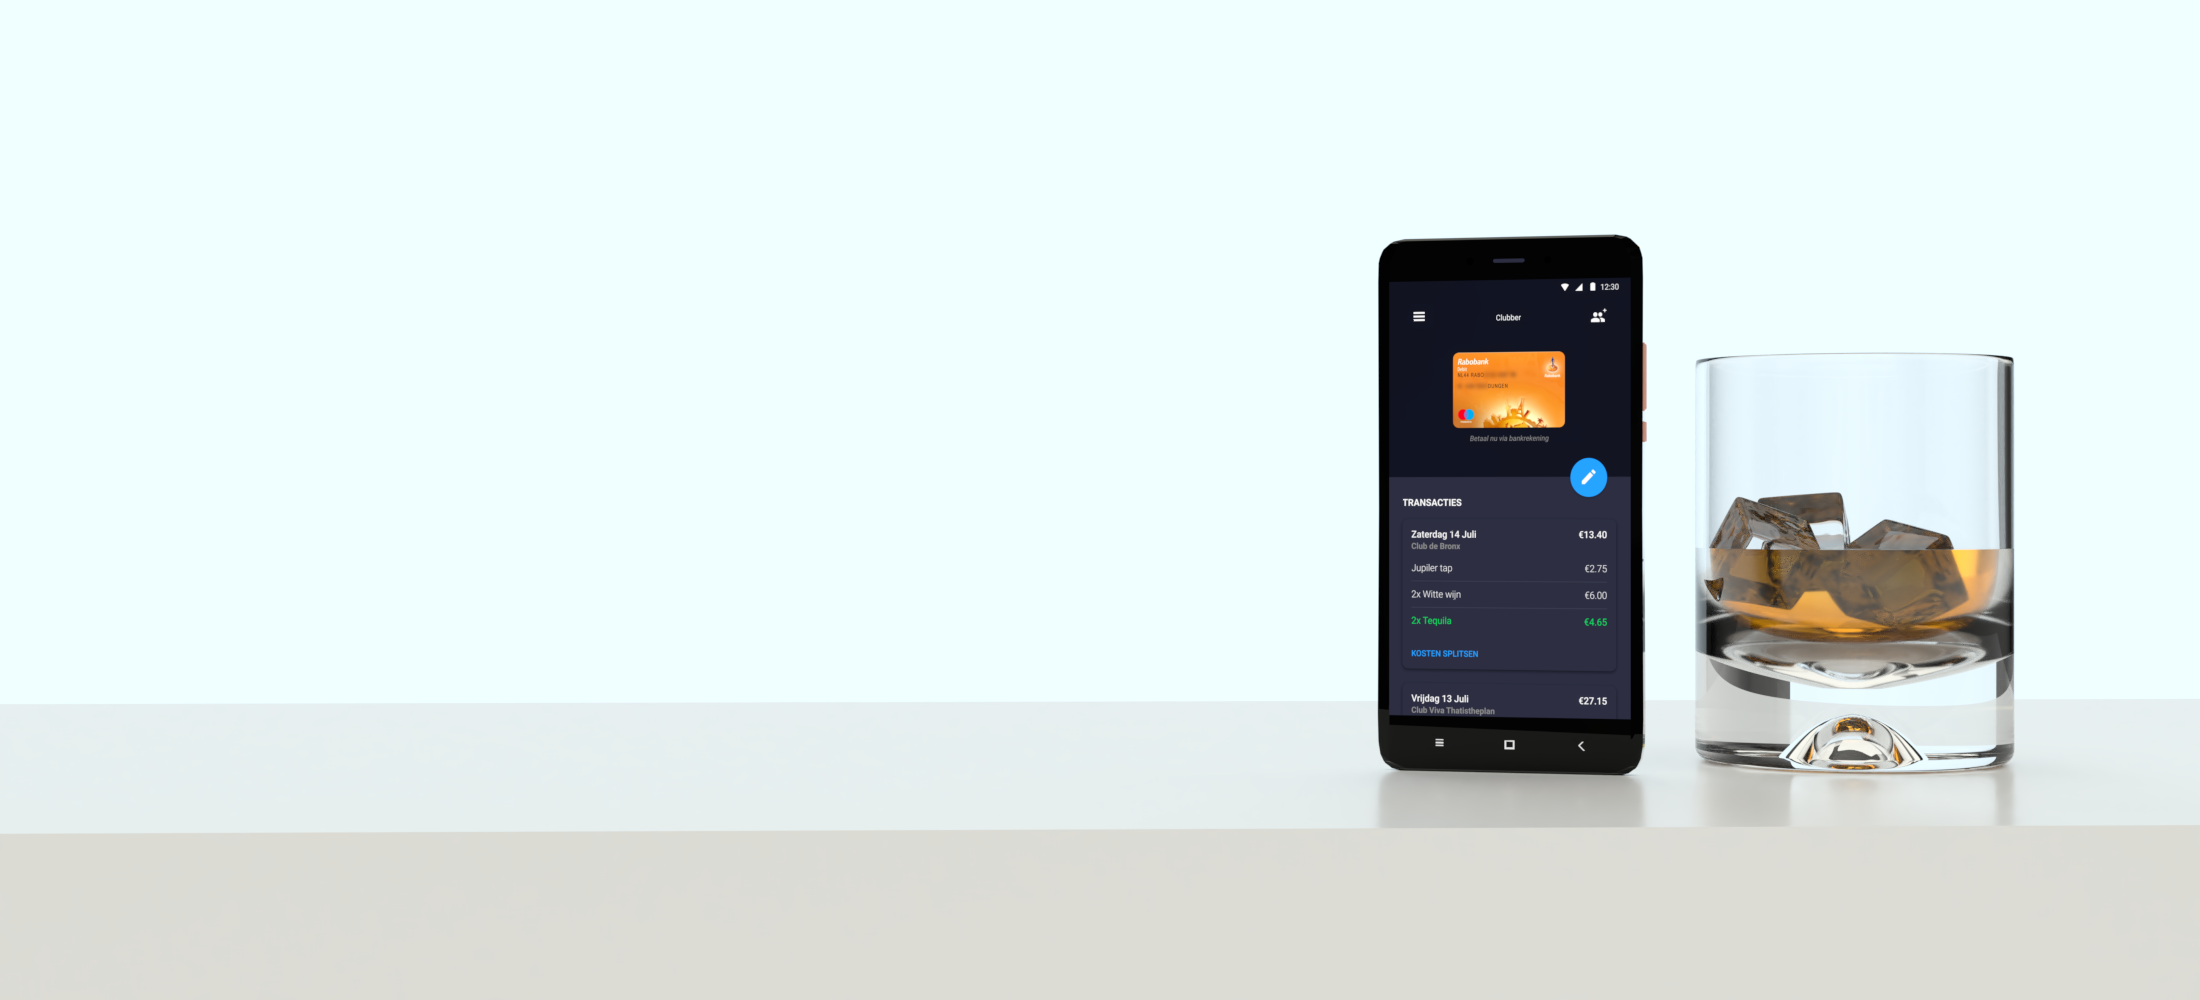 12:30
Clubber
Rabobank
Betaal nu via bankrekening
TRANSACTIES
Zaterdag 14 Juli €13.40
Club de Bronx
Jupiler tap €2.75
2x Witte wijn €6.00
2x Tequila €4.65
KOSTEN SPLITSEN
Vrijdag 13 Juli €27.15
Club Viva Thatistheplan